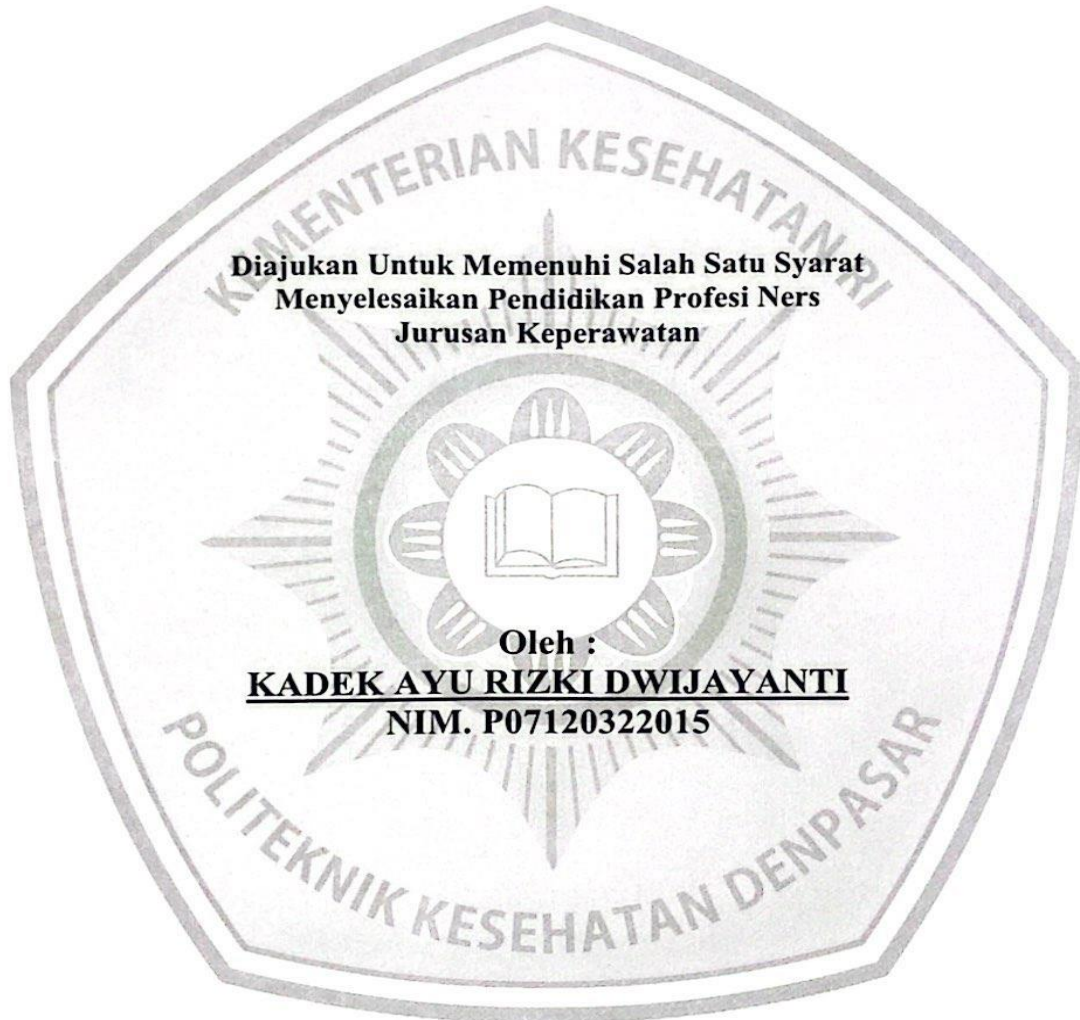 KEMENTERIAN KESEHATAN RI
Diajukan Untuk Memenuhi Salah Satu Syarat
Menyelesaikan Pendidikan Profesi Ners
Jurusan Keperawatan
Oleh :
KADEK AYU RIZKI DWIJAYANTI
NIM. P07120322015
POLITEKNIK KESEHATAN DENPASAR